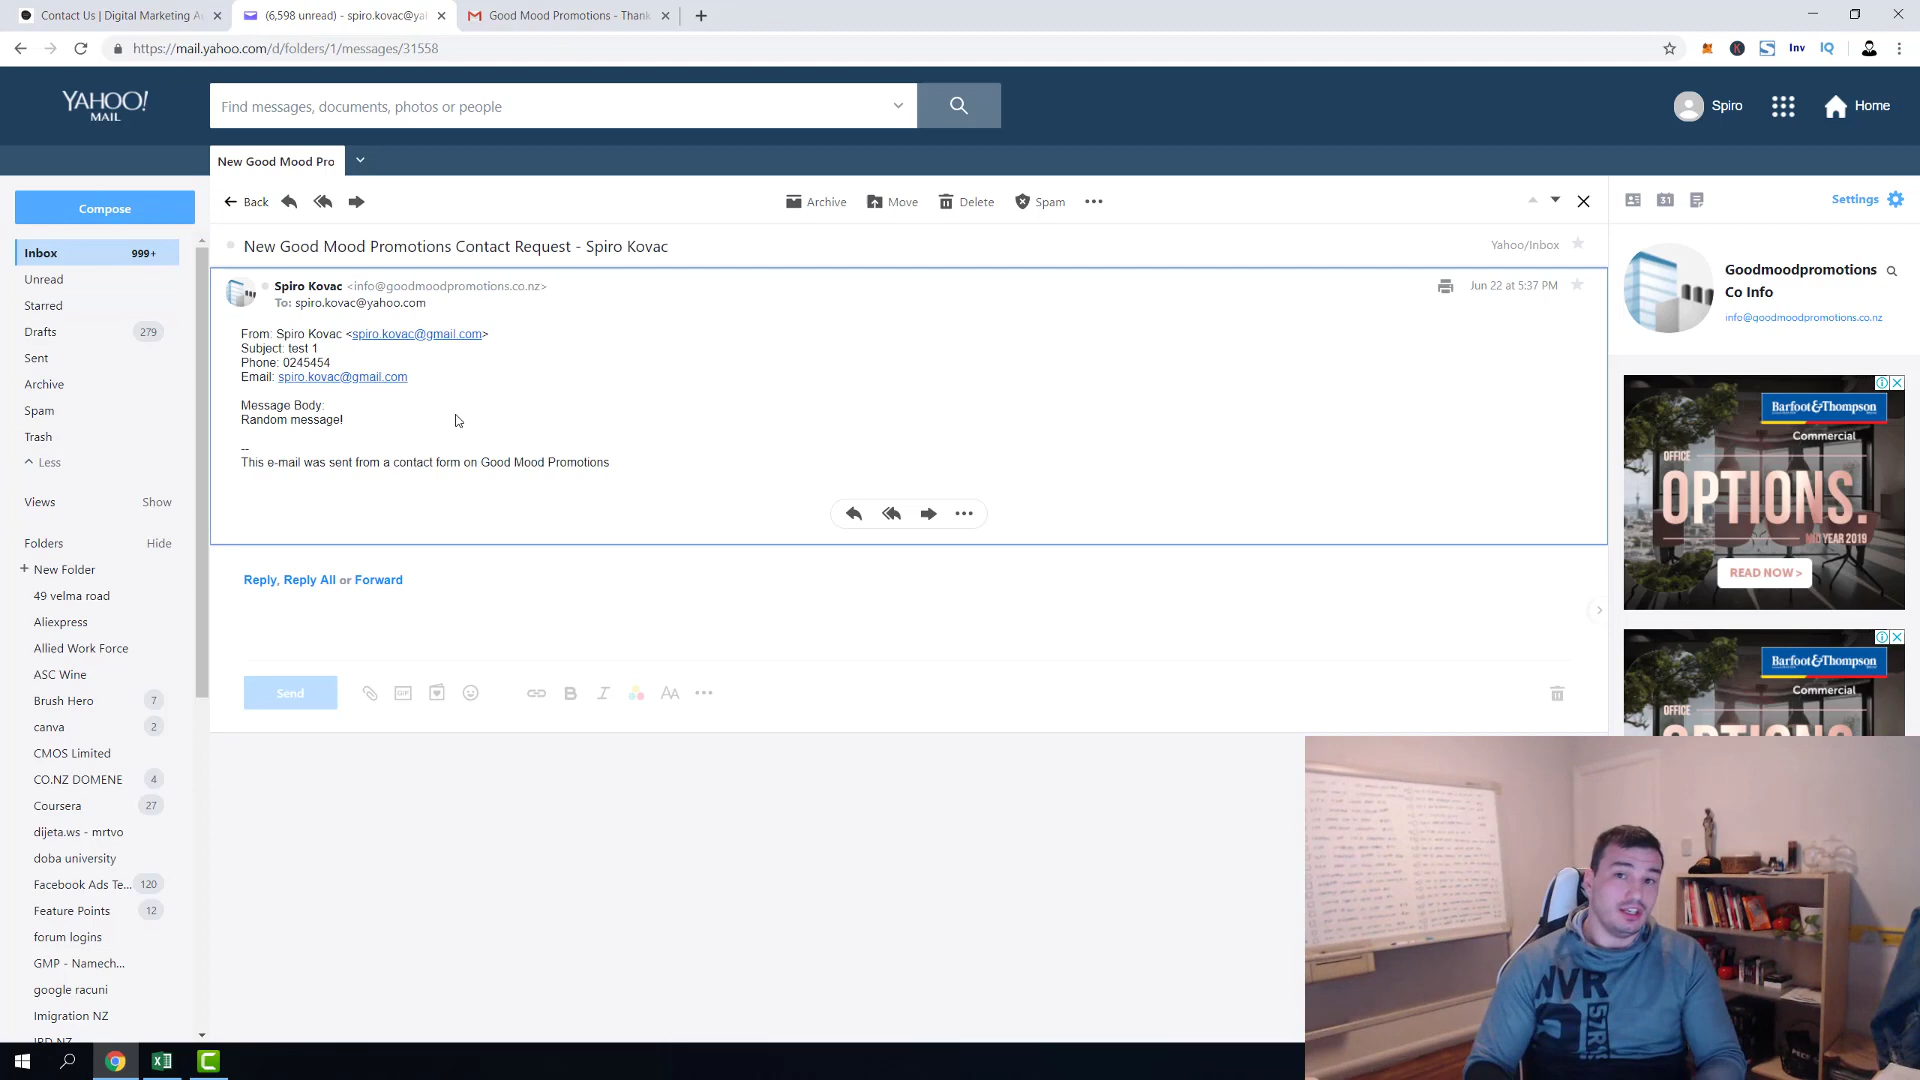 Contact Us | Digital Marketing A
(6,598 unread) - spiro.kovac@ya
Good Mood Promotions - Thank
https://mail.yahoo.com/d/folders/1/messages/31558
Inv
IQ
YAHOO!
MAIL
Find messages, documents, photos or people
Spiro
Home
New Good Mood Pro
Compose
Back
Archive
Move
Delete
Spam
31
Settings
Inbox 999+
Unread
Starred
Drafts 279
Sent
Archive
Spam
Trash
Less
Views Show
Folders Hide
+ New Folder
49 velma road
Aliexpress
Allied Work Force
ASC Wine
Brush Hero 7
canva 2
CMOS Limited
CO.NZ DOMENE 4
Coursera 27
dijeta.ws - mrtvo
doba university
Facebook Ads Te... 120
Feature Points 12
forum logins
GMP - Namech...
google racuni
Imigration NZ
IRD NZ
New Good Mood Promotions Contact Request - Spiro Kovac
Yahoo/Inbox
Spiro Kovac <info@goodmoodpromotions.co.nz>
Jun 22 at 5:37 PM
To: spiro.kovac@yahoo.com
From: Spiro Kovac <spiro.kovac@gmail.com>
Subject: test 1
Phone: 0245454
Email: spiro.kovac@gmail.com
Message Body:
Random message!
--
This e-mail was sent from a contact form on Good Mood Promotions
Reply, Reply All or Forward
Send
GIF
B
I
AA
Goodmoodpromotions
Co Info
info@goodmoodpromotions.co.nz
Barfoot&Thompson
Commercial
OFFICE
OPTIONS.
MID YEAR 2019
READ NOW >
Barfoot&Thompson
Commercial
OFFICE
OPTIONS